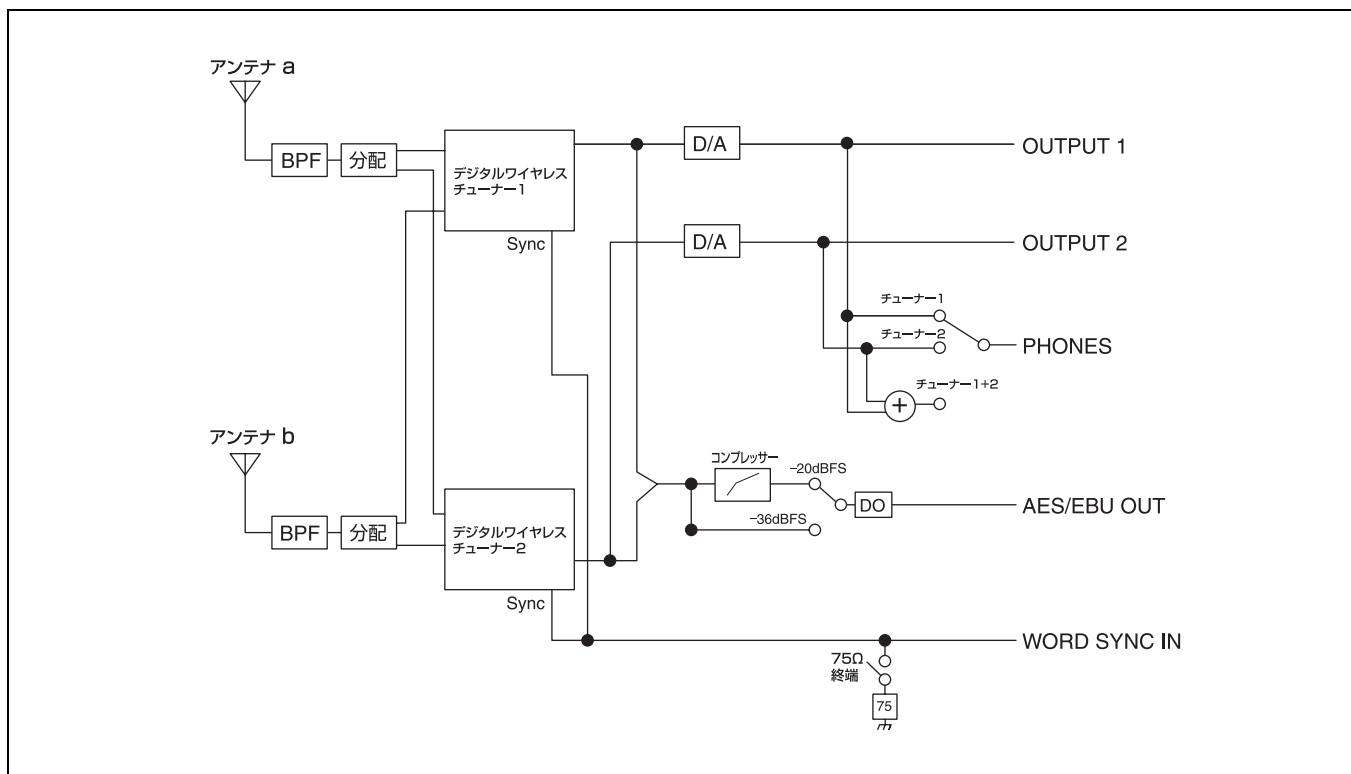 アンテナ a
BPF
分配
デジタルワイヤレス
チューナー1
Sync
D/A
OUTPUT 1
D/A
OUTPUT 2
チューナー1
チューナー2
PHONES
チューナー1+2
+
アンテナ b
BPF
分配
デジタルワイヤレス
チューナー2
Sync
コンプレッサー
−20dBFS
−36dBFS
DO
AES/EBU OUT
WORD SYNC IN
75Ω
終端
75